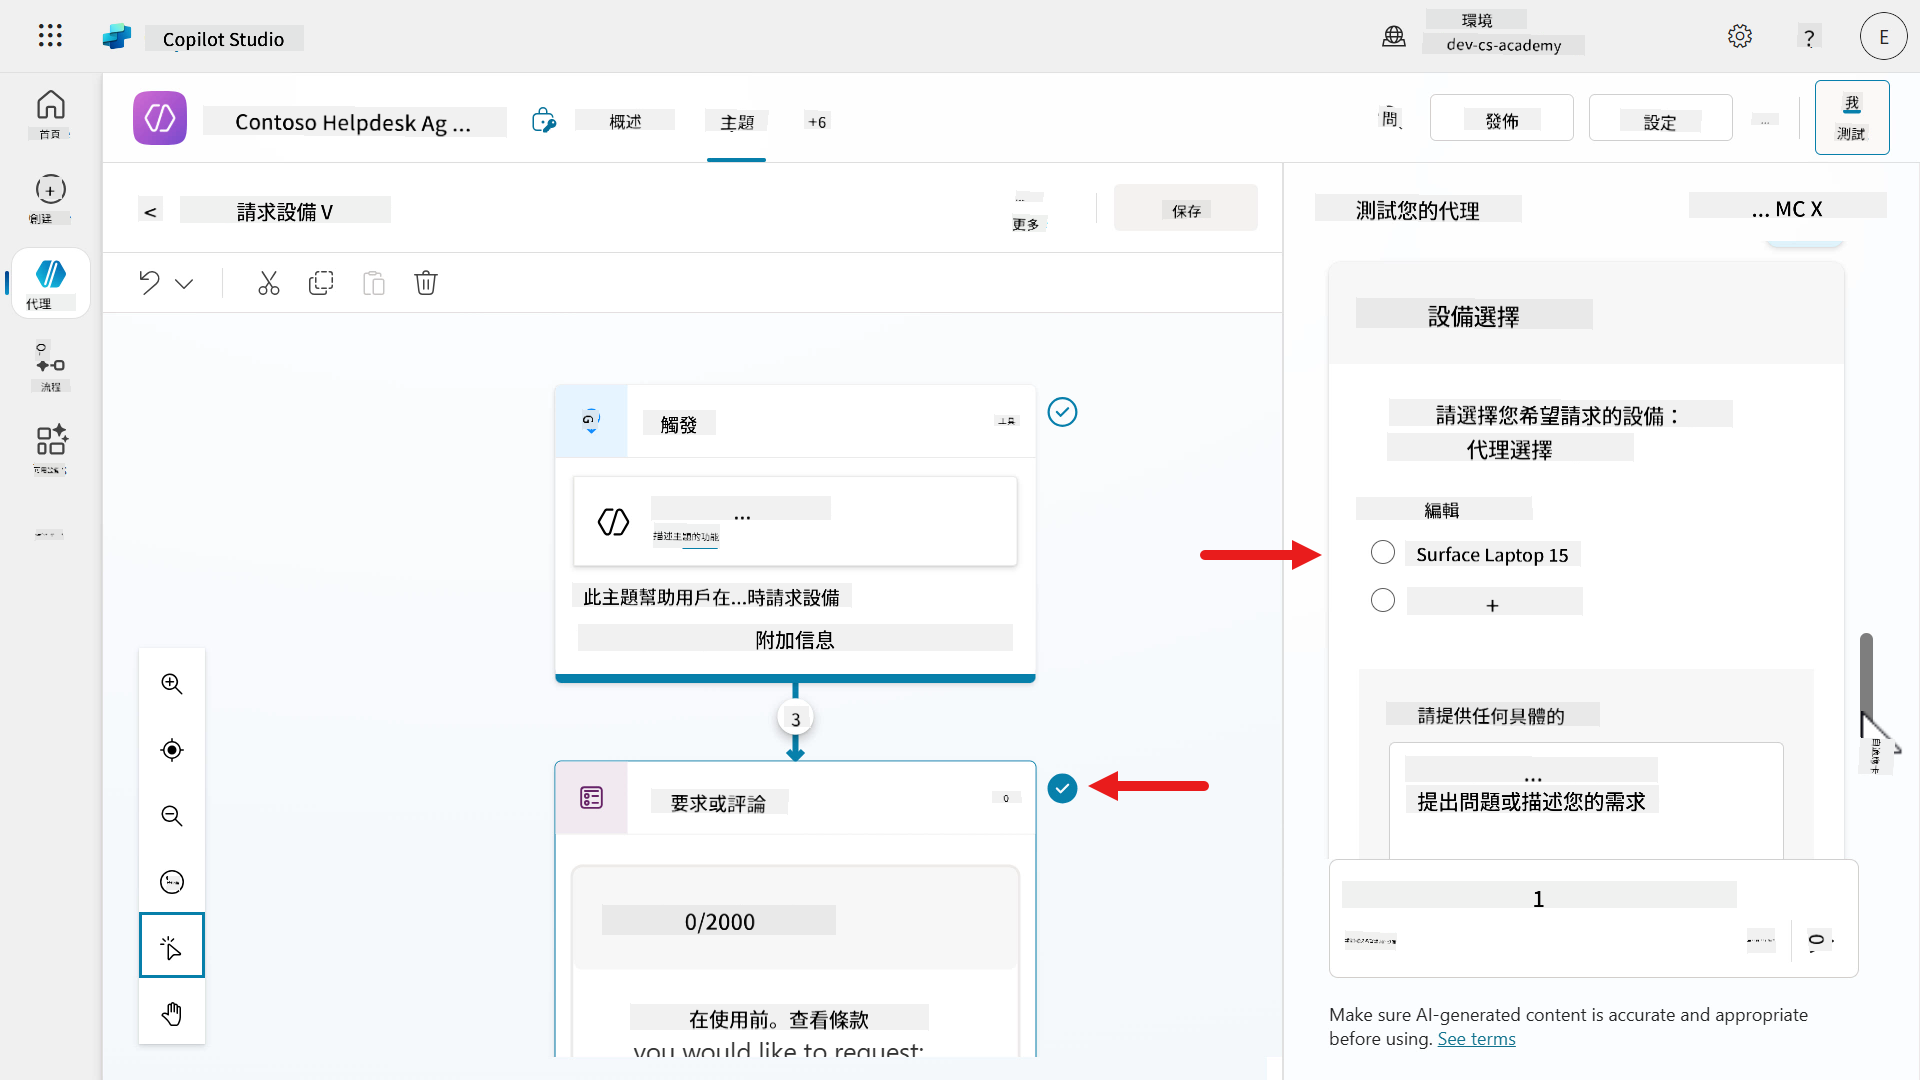 Copilot Studio
環境
dev-cs-academy
?
E
首頁
Contoso Helpdesk Ag ...
概述
主題
+6
問、
發佈
設定
...
我
測試
創建
<
請求設備 V
...
更多
保存
測試您的代理
... MC X
代理
流程
觸發
工具
...
描述主題的功能
此主題幫助用戶在...時請求設備
附加信息
3
要求或評論
0
0/2000
在使用前。查看條款
you would like to request:
設備選擇
請選擇您希望請求的設備：
代理選擇
編輯
Surface Laptop 15
+
請提供任何具體的
...
提出問題或描述您的需求
1
Make sure AI-generated content is accurate and appropriate
before using. See terms